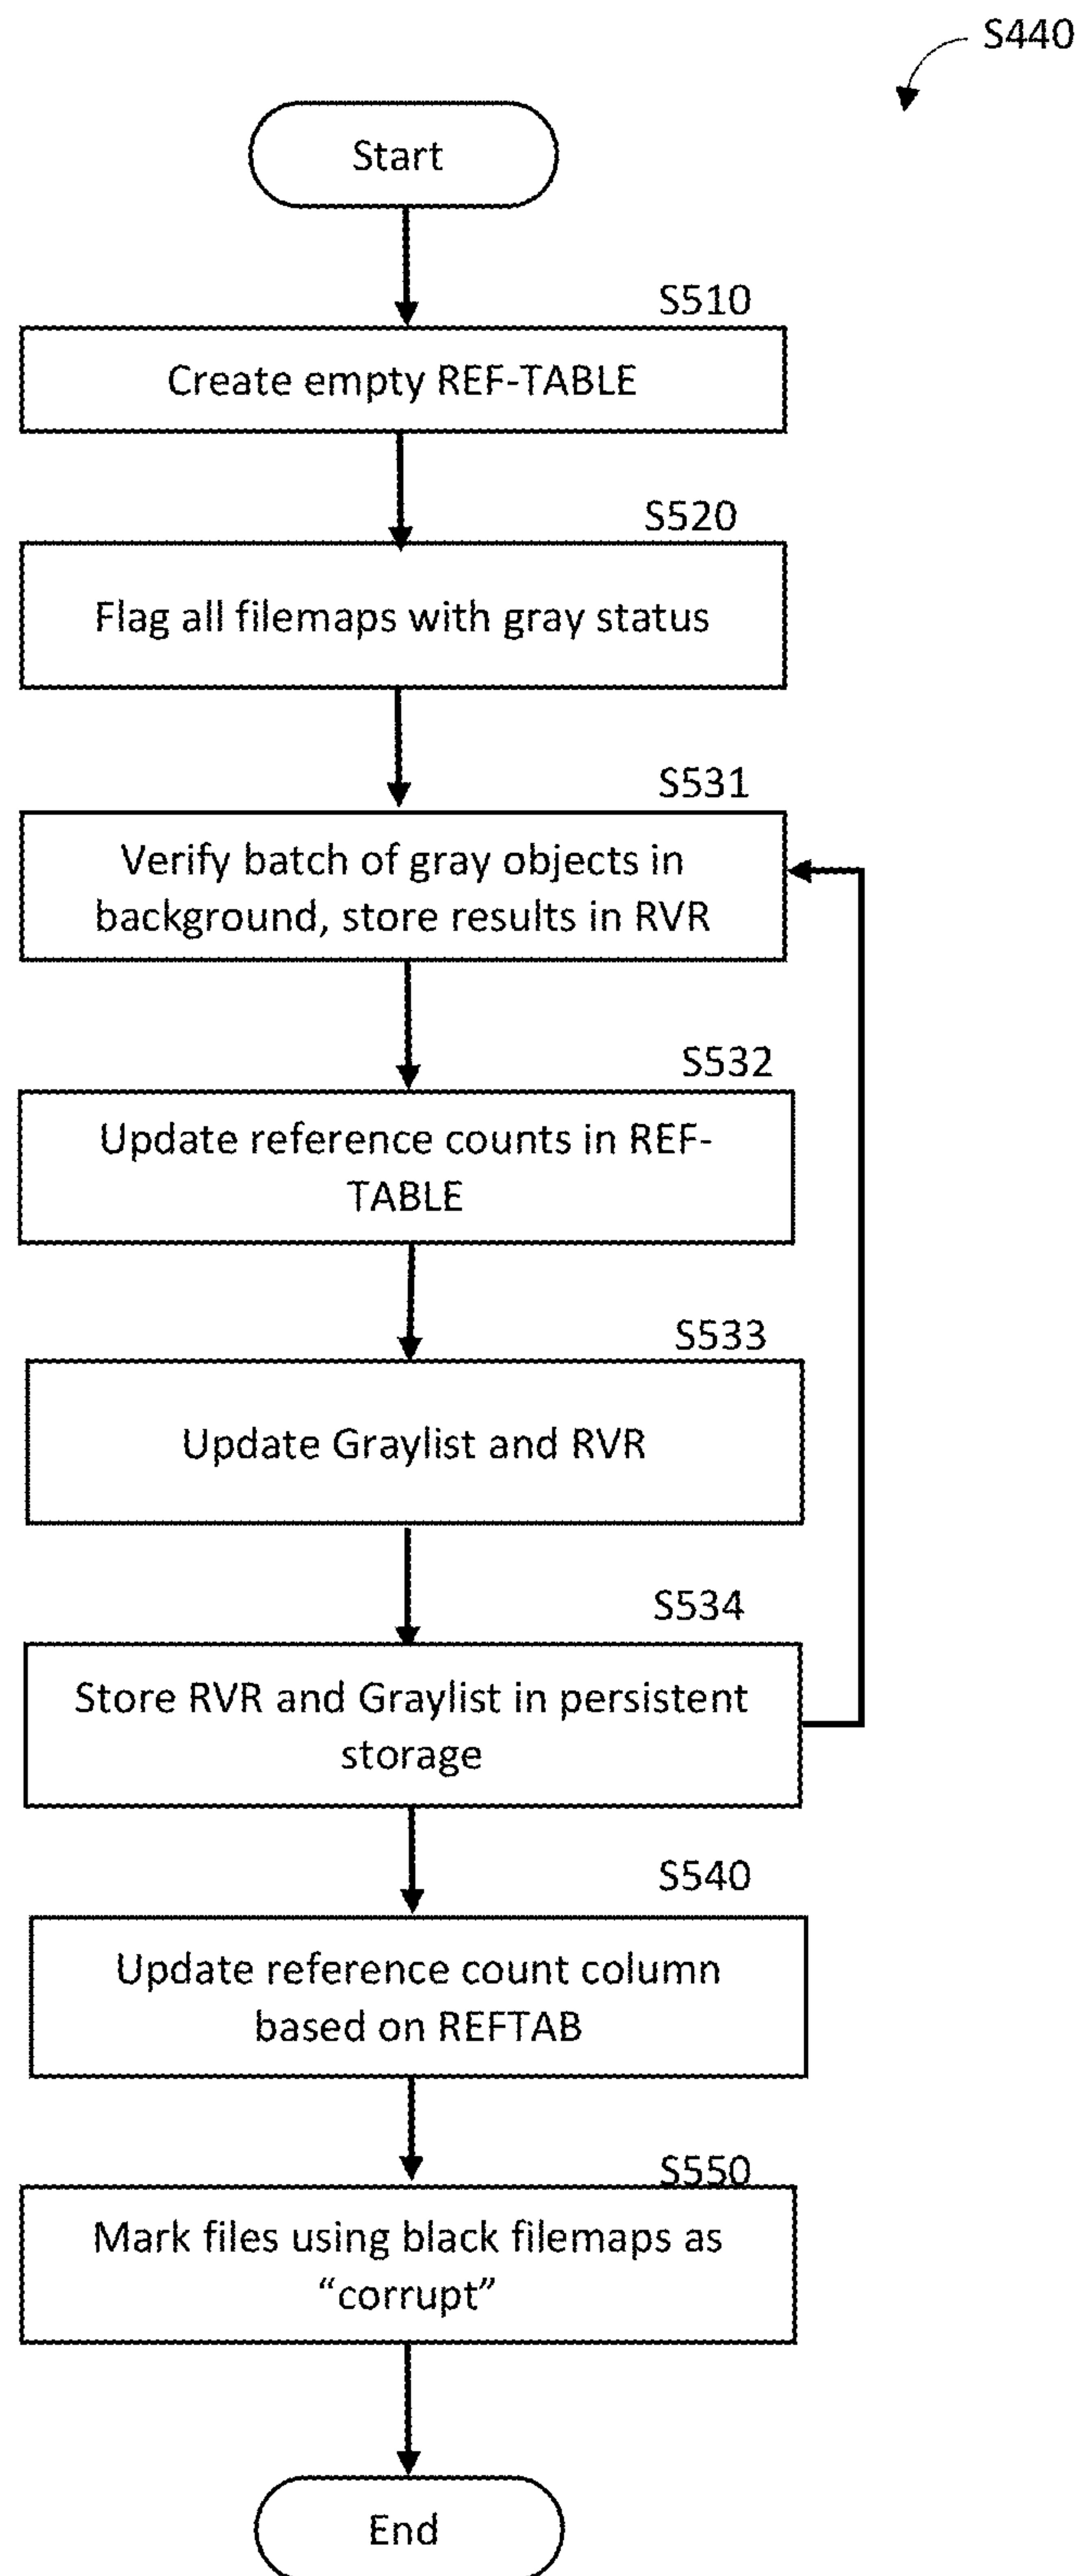 S440
Start
S510
Create empty REF-TABLE
S520
Flag all filemaps with gray status
S531
Verify batch of gray objects in
background, store results in RVR
S532
Update reference counts in REF-
TABLE
S533
Update Graylist and RVR
S534
Store RVR and Graylist in persistent
storage
S540
Update reference count column
based on REFTAB
S550
Mark files using black filemaps as
“corrupt”
End